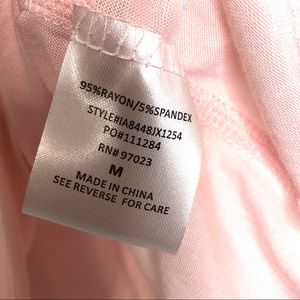 95%RAYON/5%SPANDEX
STYLE#IA8448JX1254
PO#111284
RN# 97023
M
MADE IN CHINA
SEE REVERSE FOR CARE